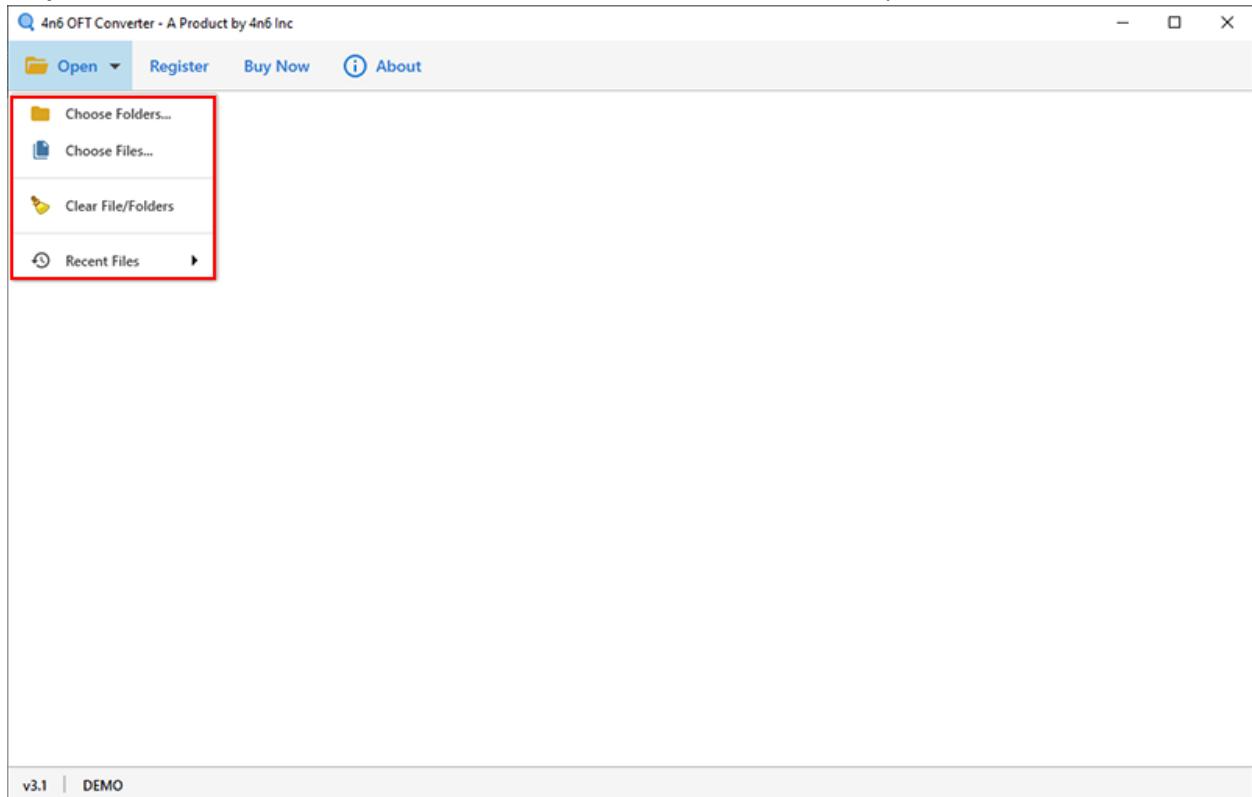 4n6 OFT Converter - A Product by 4n6 Inc
Open Register Buy Now About
Choose Folders...
Choose Files...
Clear File/Folders
Recent Files
v3.1 DEMO